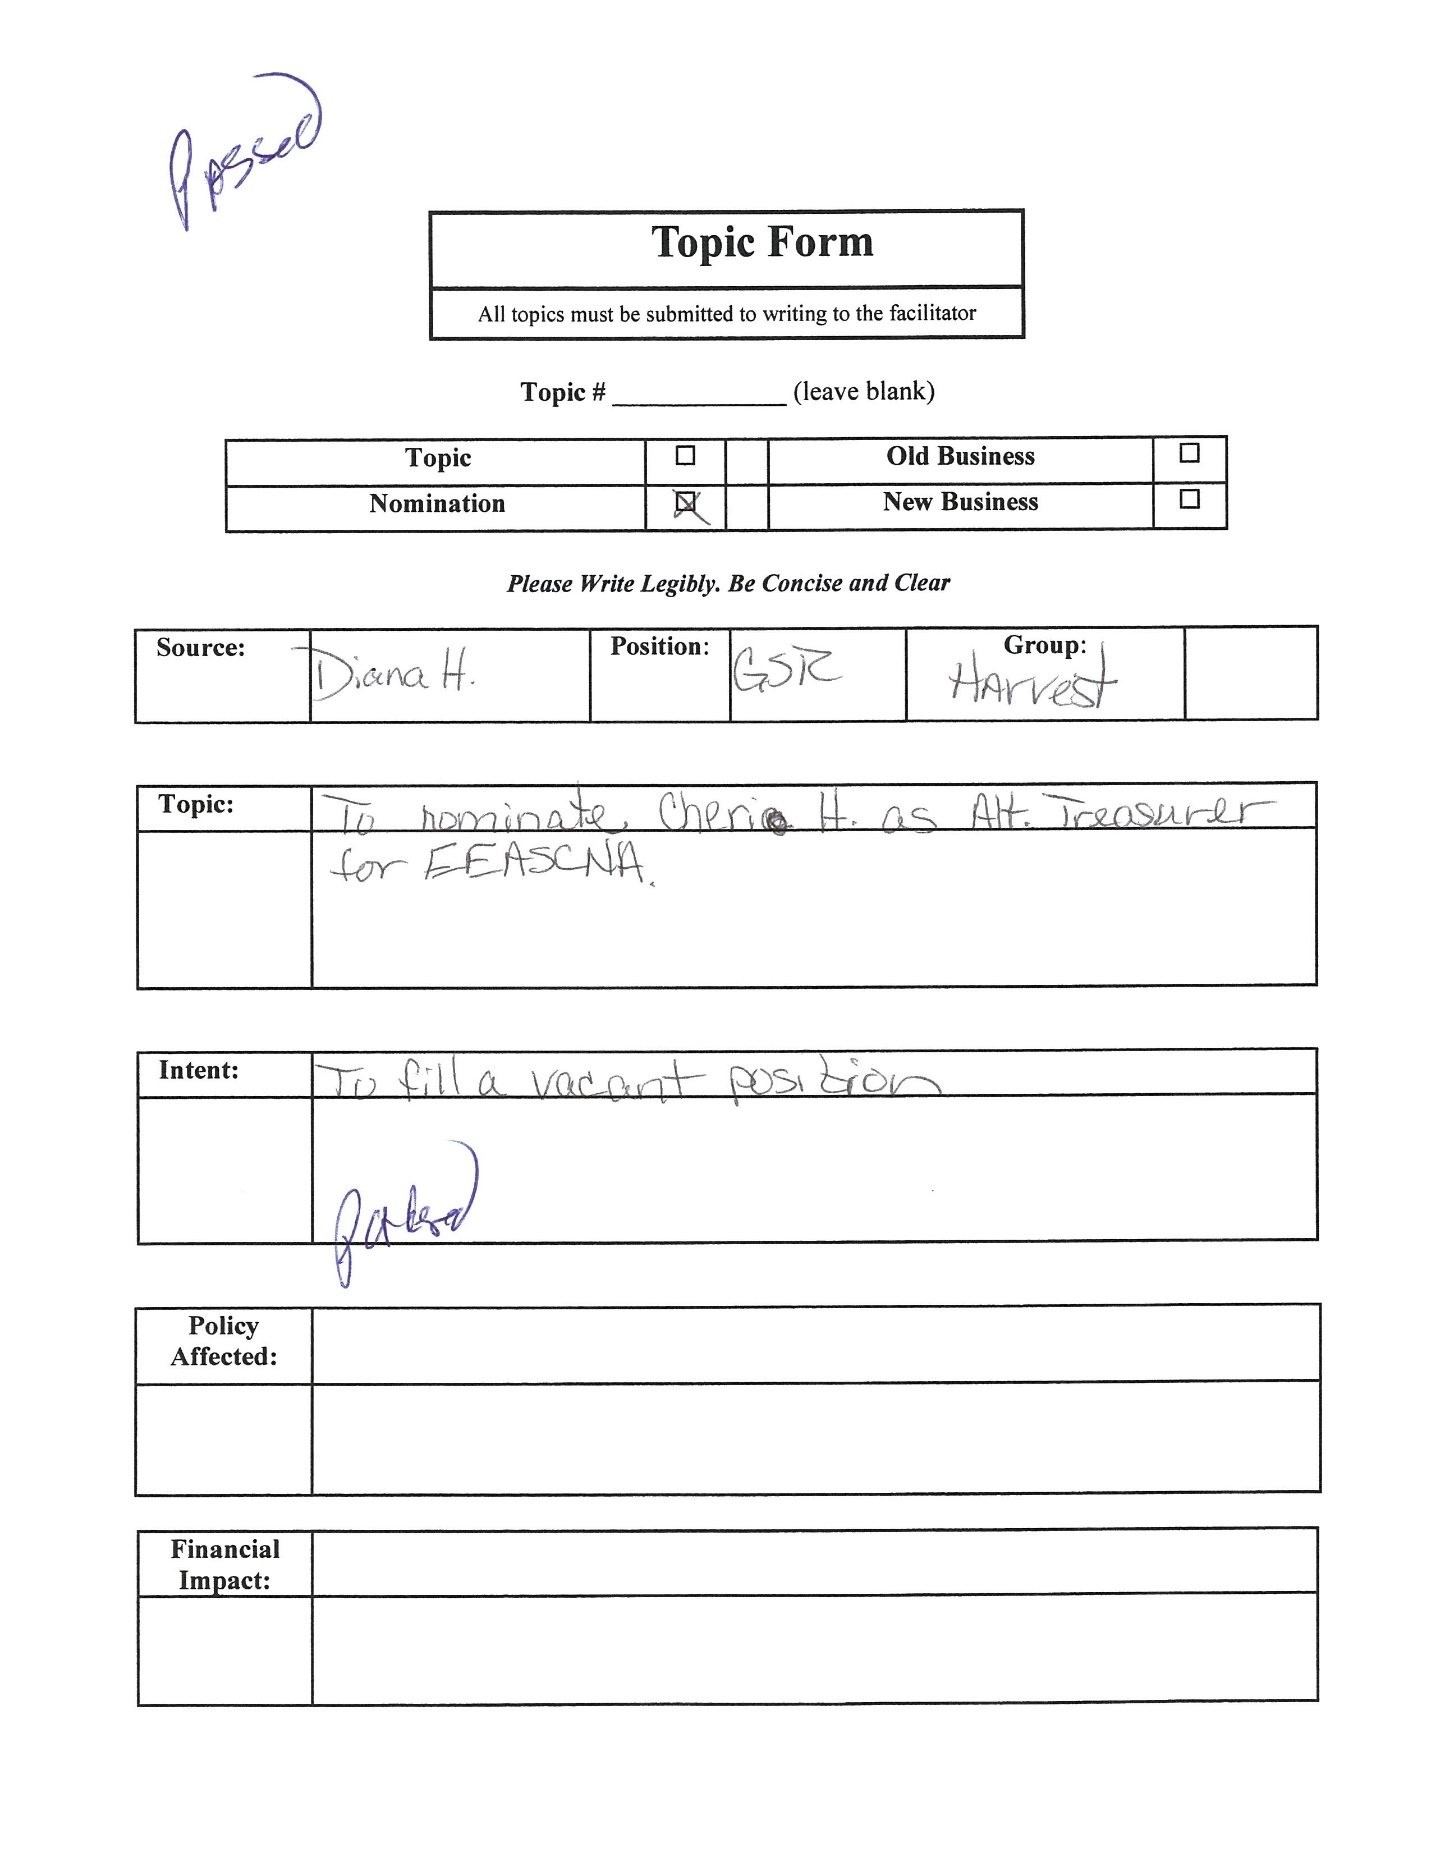 Passed
Topic Form
All topics must be submitted to writing to the facilitator
Topic # ____________ (leave blank)
Topic ☐ Old Business ☐
Nomination ☒ New Business ☐
Please Write Legibly. Be Concise and Clear
Source: Diana H. Position: GSR Group: Harvest
Topic: To nominate Cherie H. as Alt. Treasurer
for EEASCNA.
Intent: To fill a vacant position
parked
Policy
Affected:
Financial
Impact: